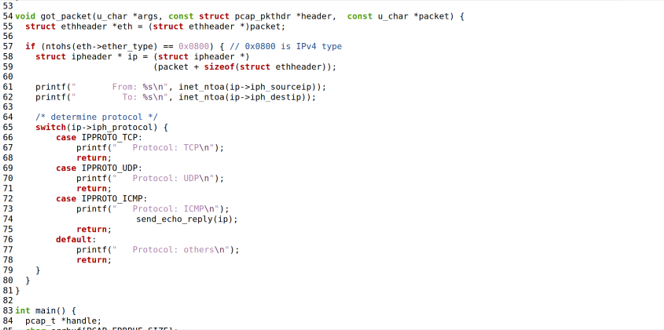 53
54 void got_packet(u_char *args, const struct pcap_pkthdr *header,  const u_char *packet) {
55   struct ethheader *eth = (struct ethheader *)packet;
56
57   if (ntohs(eth->ether_type) == 0x0800) { // 0x0800 is IPv4 type
58     struct ipheader * ip = (struct ipheader *)
59                            (packet + sizeof(struct ethheader));
60
61     printf("       From: %s\n", inet_ntoa(ip->iph_sourceip));
62     printf("         To: %s\n", inet_ntoa(ip->iph_destip));
63
64     /* determine protocol */
65     switch(ip->iph_protocol) {
66         case IPPROTO_TCP:
67             printf("   Protocol: TCP\n");
68             return;
69         case IPPROTO_UDP:
70             printf("   Protocol: UDP\n");
71             return;
72         case IPPROTO_ICMP:
73             printf("   Protocol: ICMP\n");
74                         send_echo_reply(ip);
75             return;
76         default:
77             printf("   Protocol: others\n");
78             return;
79     }
80   }
81 }
82
83 int main() {
84   pcap_t *handle;
85   char errbuf[PCAP_ERRBUF_SIZE];